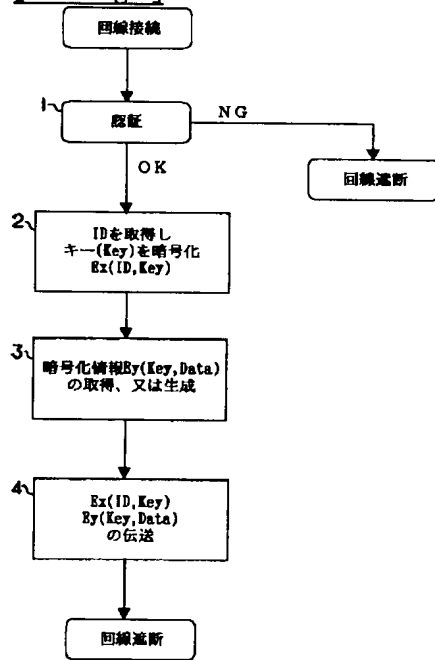 回線接続
1
認証
NG
OK
回線遮断
2
IDを取得し
キー(Key)を暗号化
Ex(ID,Key)
3
暗号化情報Ey(Key,Data)
の取得、又は生成
4
Ex(ID,Key)
Ey(Key,Data)
の伝送
回線遮断